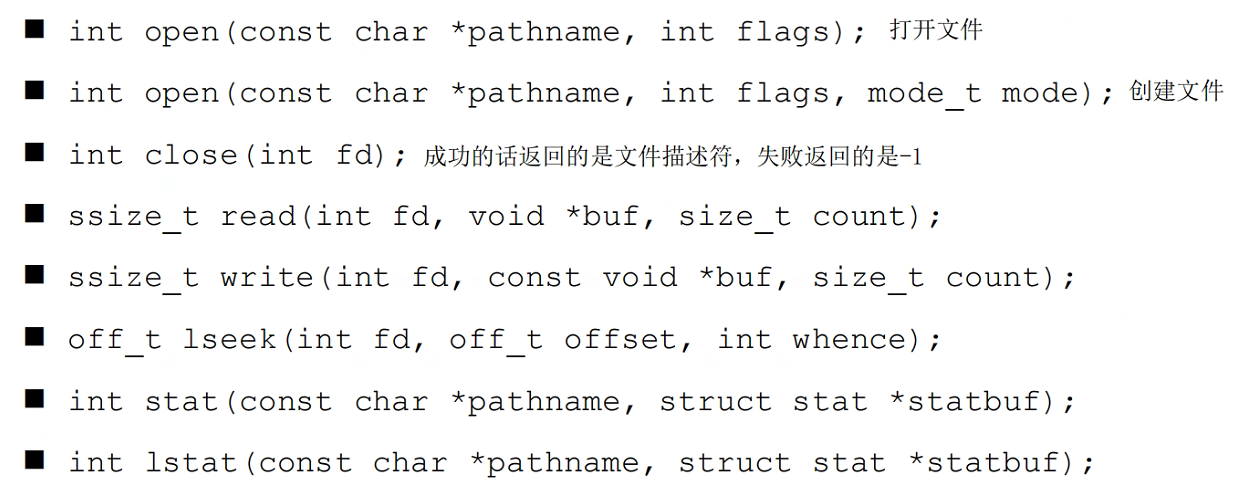 ■ int open(const char *pathname, int flags); 打开文件
■ int open(const char *pathname, int flags, mode_t mode); 创建文件
■ int close(int fd); 成功的话返回的是文件描述符，失败返回的是-1
■ ssize_t read(int fd, void *buf, size_t count);
■ ssize_t write(int fd, const void *buf, size_t count);
■ off_t lseek(int fd, off_t offset, int whence);
■ int stat(const char *pathname, struct stat *statbuf);
■ int lstat(const char *pathname, struct stat *statbuf);